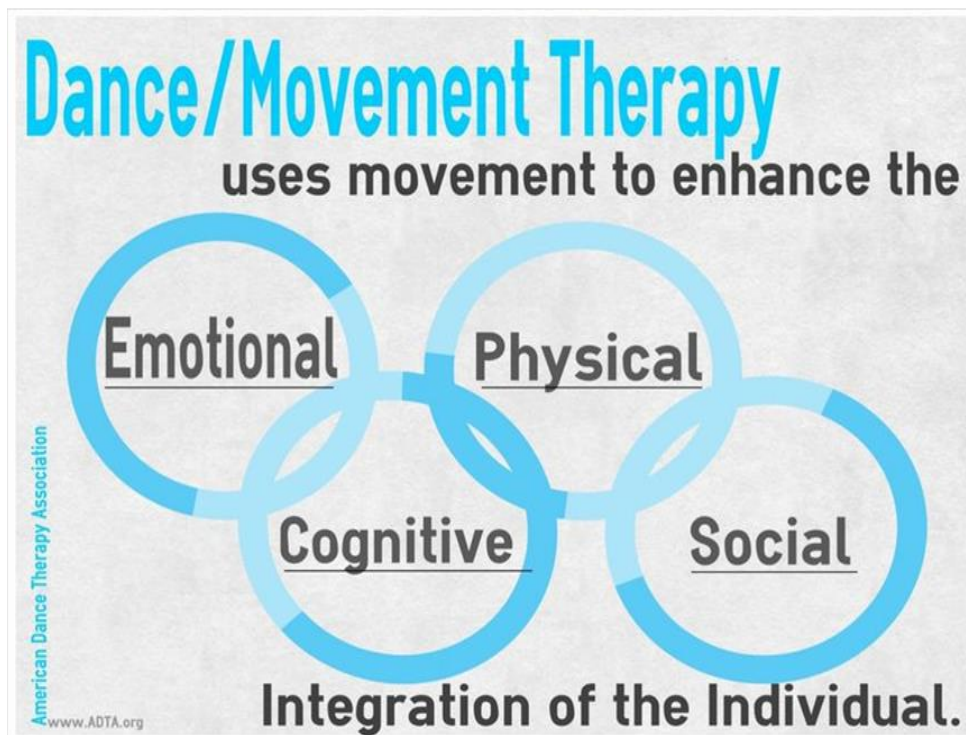 Dance/Movement Therapy
uses movement to enhance the
Emotional
Physical
Cognitive
Social
Integration of the Individual.
American Dance Therapy Association
www.ADTA.org